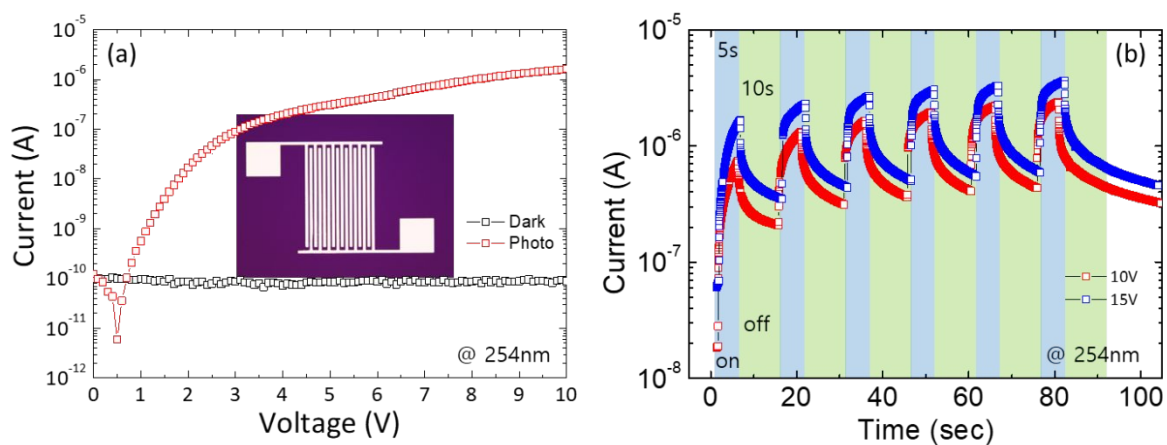 (a)
10⁻⁵
10⁻⁶
10⁻⁷
10⁻⁸
10⁻⁹
10⁻¹⁰
10⁻¹¹
10⁻¹²
Current (A)
Dark
Photo
@ 254nm
0 1 2 3 4 5 6 7 8 9 10
Voltage (V)
(b)
10⁻⁵
10⁻⁶
10⁻⁷
10⁻⁸
Current (A)
5s
10s
off
on
10V
15V
@ 254nm
0 20 40 60 80 100
Time (sec)